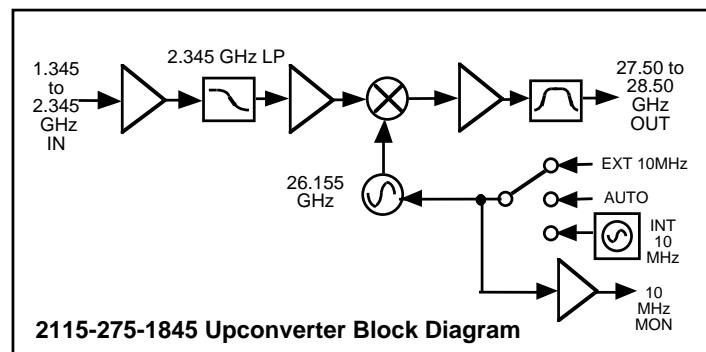 1.345
to
2.345
GHz
IN
2.345 GHz LP
27.50 to
28.50
GHz
OUT
26.155
GHz
EXT 10MHz
AUTO
INT
10
MHz
10
MHz
MON
2115-275-1845 Upconverter Block Diagram